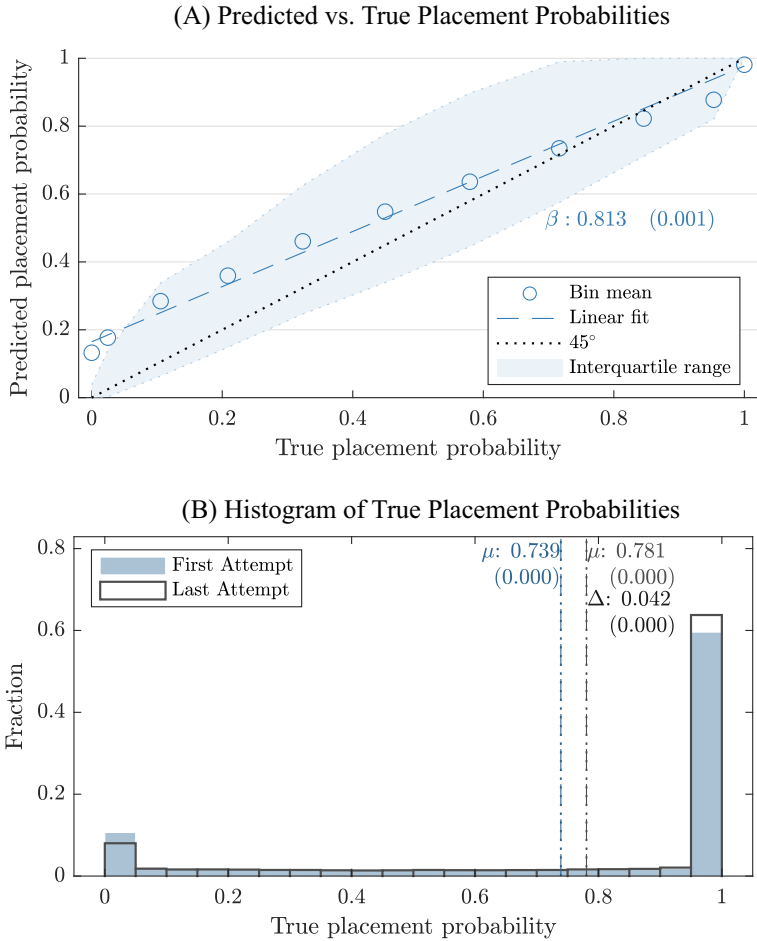 (A) Predicted vs. True Placement Probabilities
Predicted placement probability
1
0.8
0.6
0.4
0.2
0
β : 0.813 (0.001)
Bin mean
Linear fit
45°
Interquartile range
0 0.2 0.4 0.6 0.8 1
True placement probability
(B) Histogram of True Placement Probabilities
Fraction
0.8
0.6
0.4
0.2
0
First Attempt
Last Attempt
μ: 0.739
(0.000)
μ: 0.781
(0.000)
Δ: 0.042
(0.000)
0 0.2 0.4 0.6 0.8 1
True placement probability